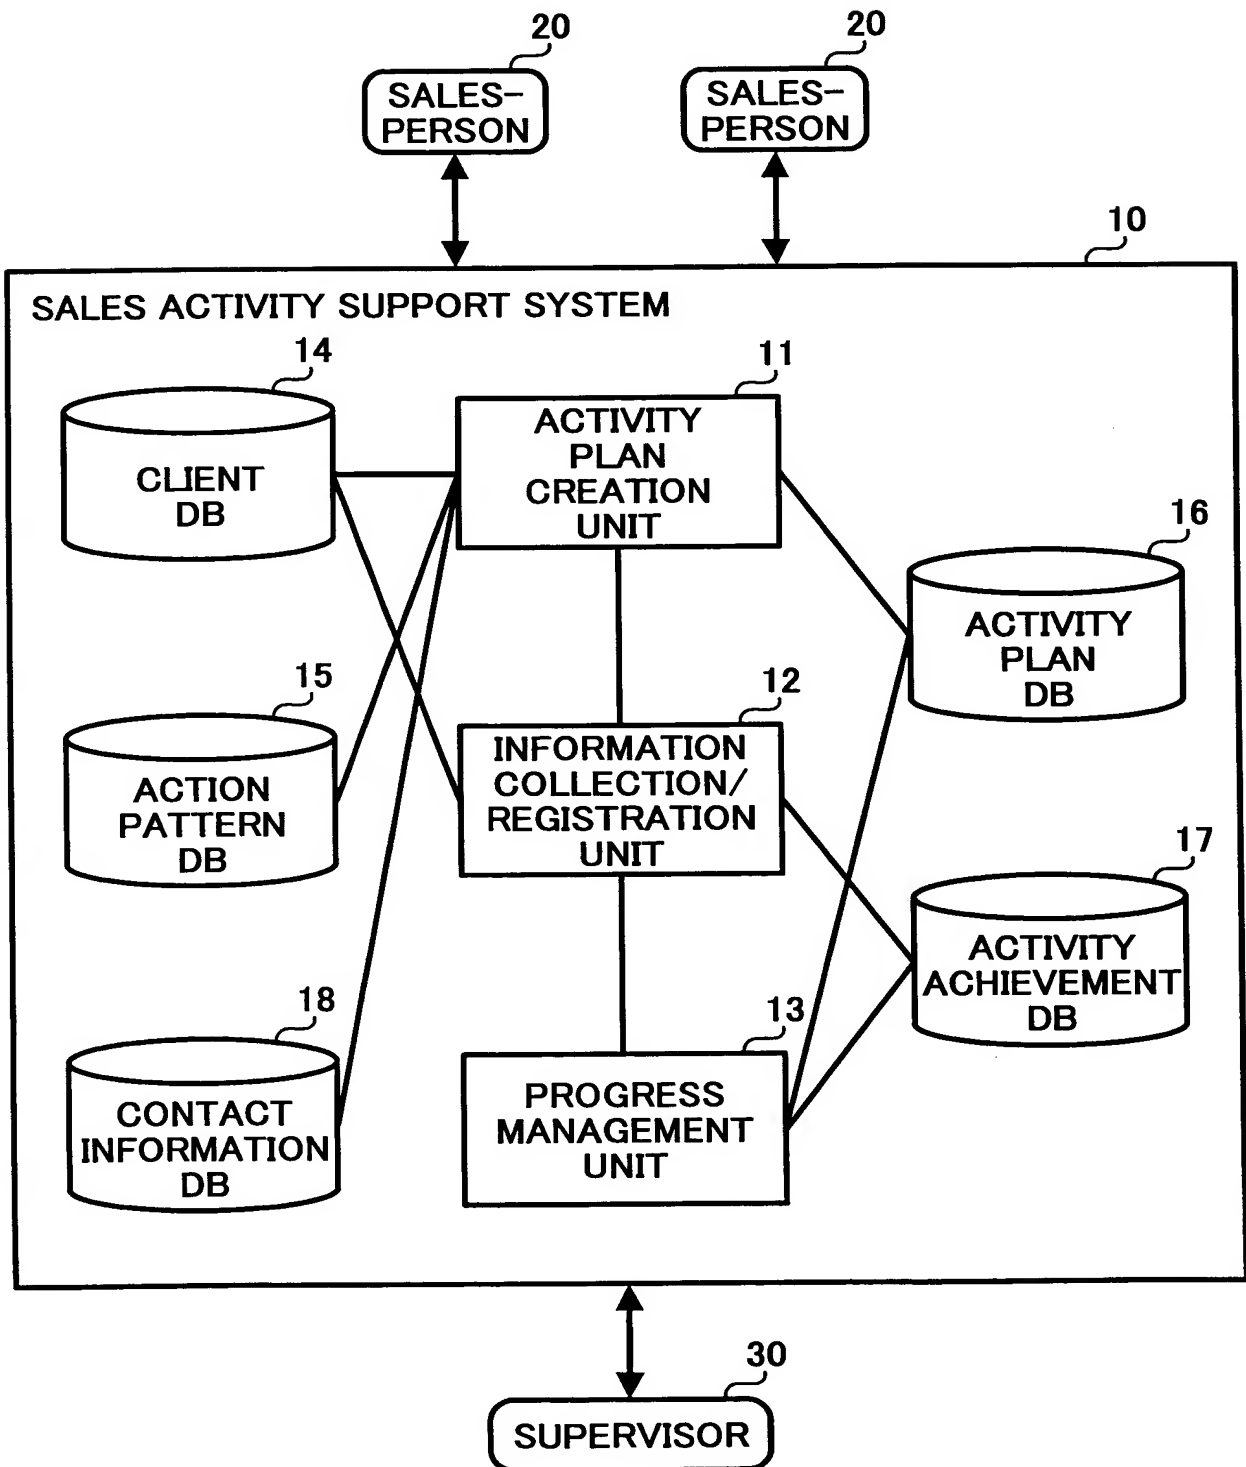 20
20
SALES-
PERSON
SALES-
PERSON
10
SALES ACTIVITY SUPPORT SYSTEM
14
CLIENT
DB
11
ACTIVITY
PLAN
CREATION
UNIT
16
ACTIVITY
PLAN
DB
15
ACTION
PATTERN
DB
12
INFORMATION
COLLECTION/
REGISTRATION
UNIT
17
ACTIVITY
ACHIEVEMENT
DB
18
CONTACT
INFORMATION
DB
13
PROGRESS
MANAGEMENT
UNIT
30
SUPERVISOR